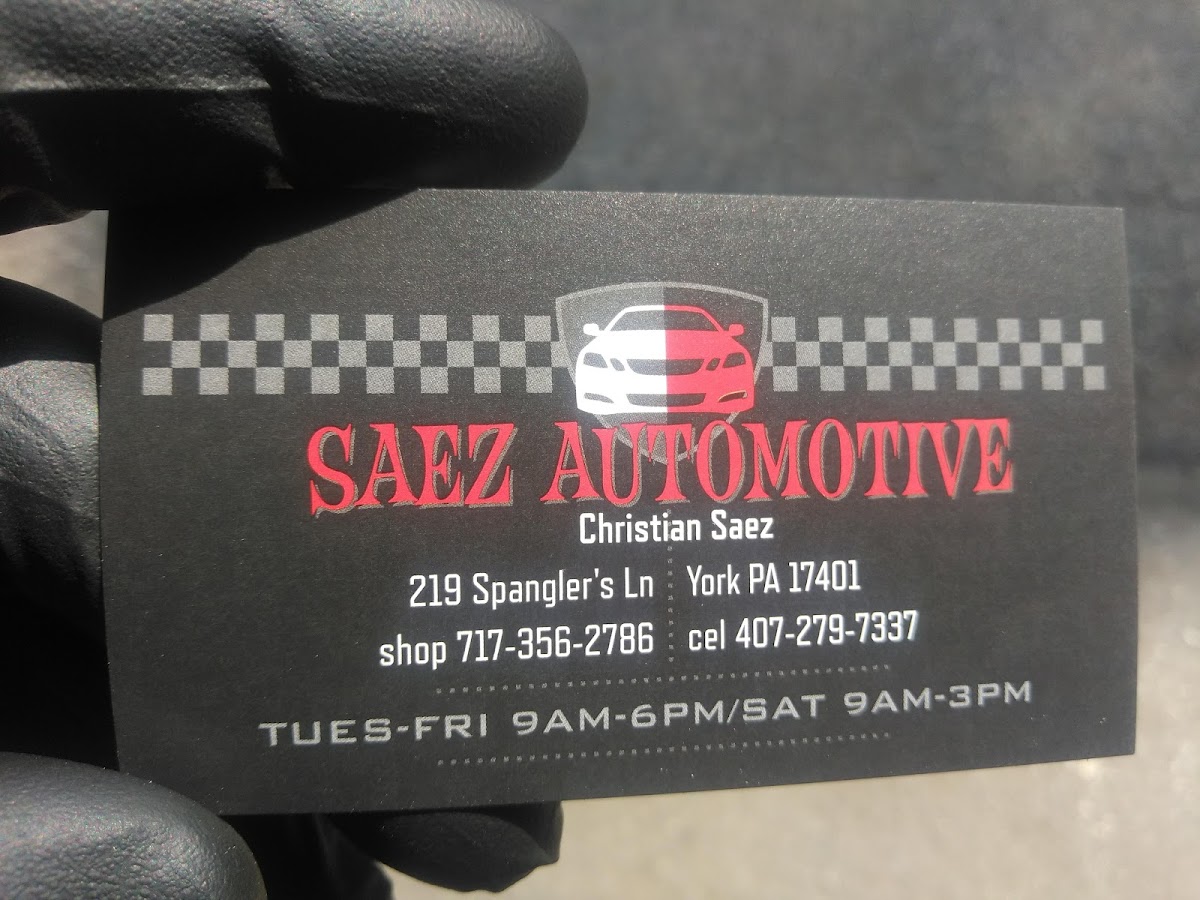 SAEZ AUTOMOTIVE
Christian Saez
219 Spangler's Ln York PA 17401
shop 717-356-2786 cel 407-279-7337
TUES-FRI 9AM-6PM/SAT 9AM-3PM